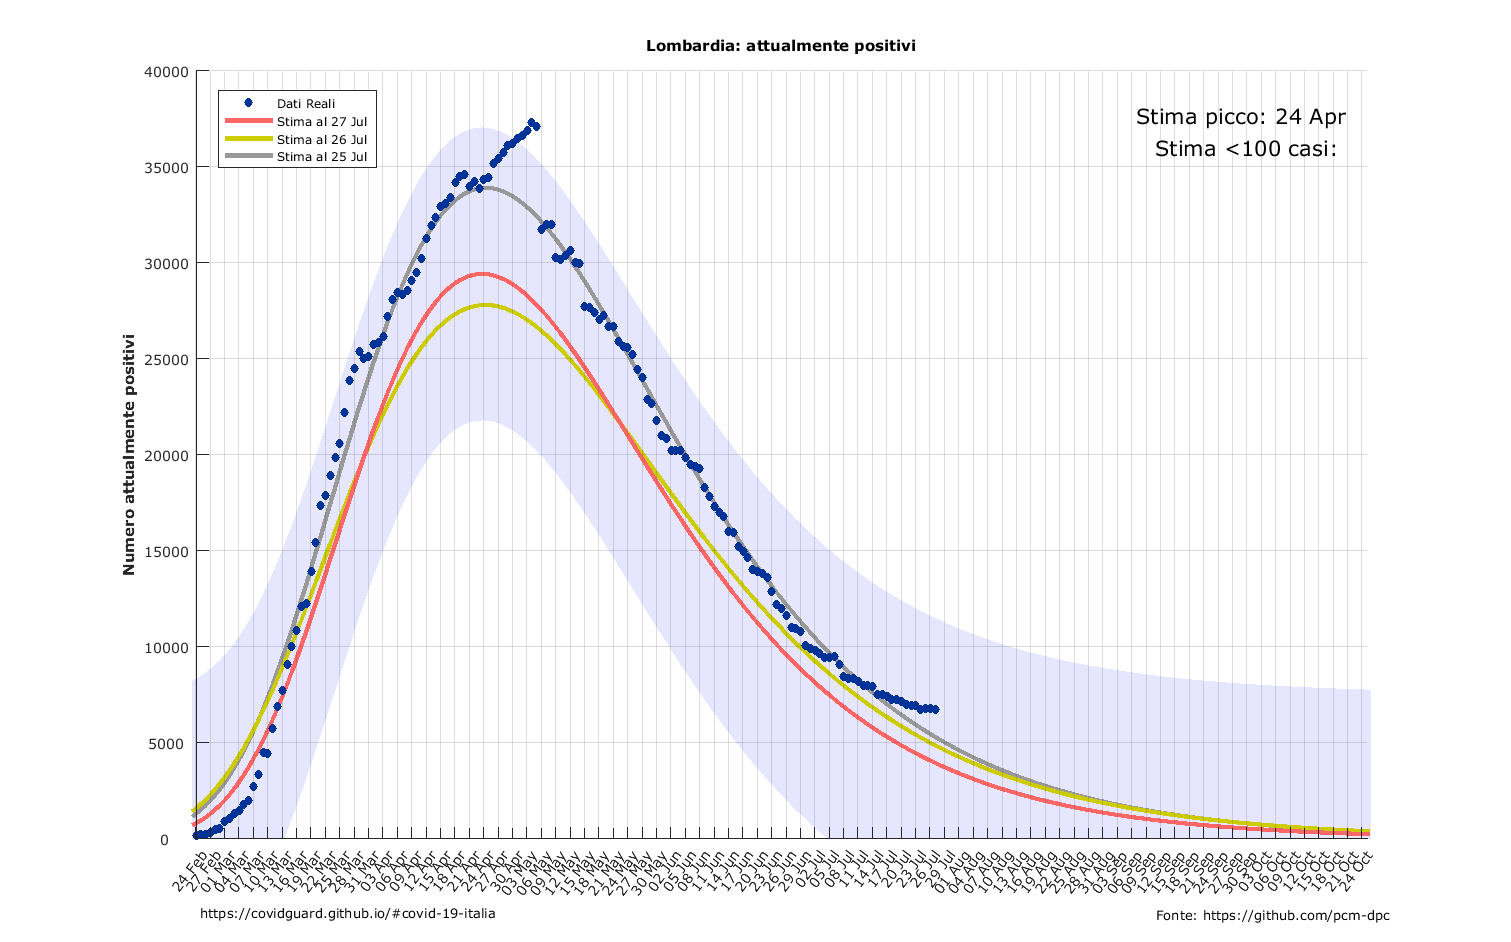 Lombardia: attualmente positivi
Stima picco: 24 Apr
Stima <100 casi:
Dati Reali
Stima al 27 Jul
Stima al 26 Jul
Stima al 25 Jul
Numero attualmente positivi
40000
35000
30000
25000
20000
15000
10000
5000
0
24 Feb
27 Feb
01 Mar
04 Mar
07 Mar
10 Mar
13 Mar
16 Mar
19 Mar
22 Mar
25 Mar
28 Mar
31 Mar
03 Apr
06 Apr
09 Apr
12 Apr
15 Apr
18 Apr
21 Apr
24 Apr
27 Apr
30 Apr
03 May
06 May
09 May
12 May
15 May
18 May
21 May
24 May
27 May
30 May
02 Jun
05 Jun
08 Jun
11 Jun
14 Jun
17 Jun
20 Jun
23 Jun
26 Jun
29 Jun
02 Jul
05 Jul
08 Jul
11 Jul
14 Jul
17 Jul
20 Jul
23 Jul
26 Jul
29 Jul
01 Aug
04 Aug
07 Aug
10 Aug
13 Aug
16 Aug
19 Aug
22 Aug
25 Aug
28 Aug
31 Aug
03 Sep
06 Sep
09 Sep
12 Sep
15 Sep
18 Sep
21 Sep
24 Sep
27 Sep
30 Sep
03 Oct
06 Oct
09 Oct
12 Oct
15 Oct
18 Oct
21 Oct
24 Oct
https://covidguard.github.io/#covid-19-italia
Fonte: https://github.com/pcm-dpc